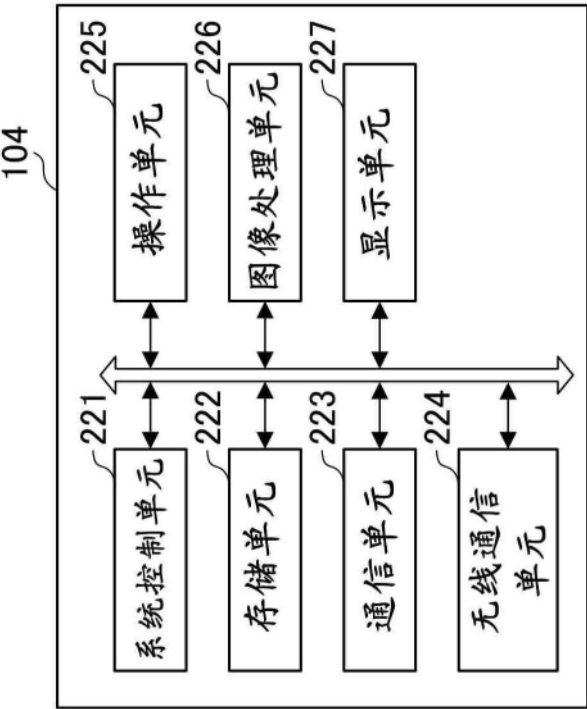 104
221
系统控制单元
222
存储单元
223
通信单元
224
无线通信
单元
225
操作单元
226
图像处理单元
227
显示单元